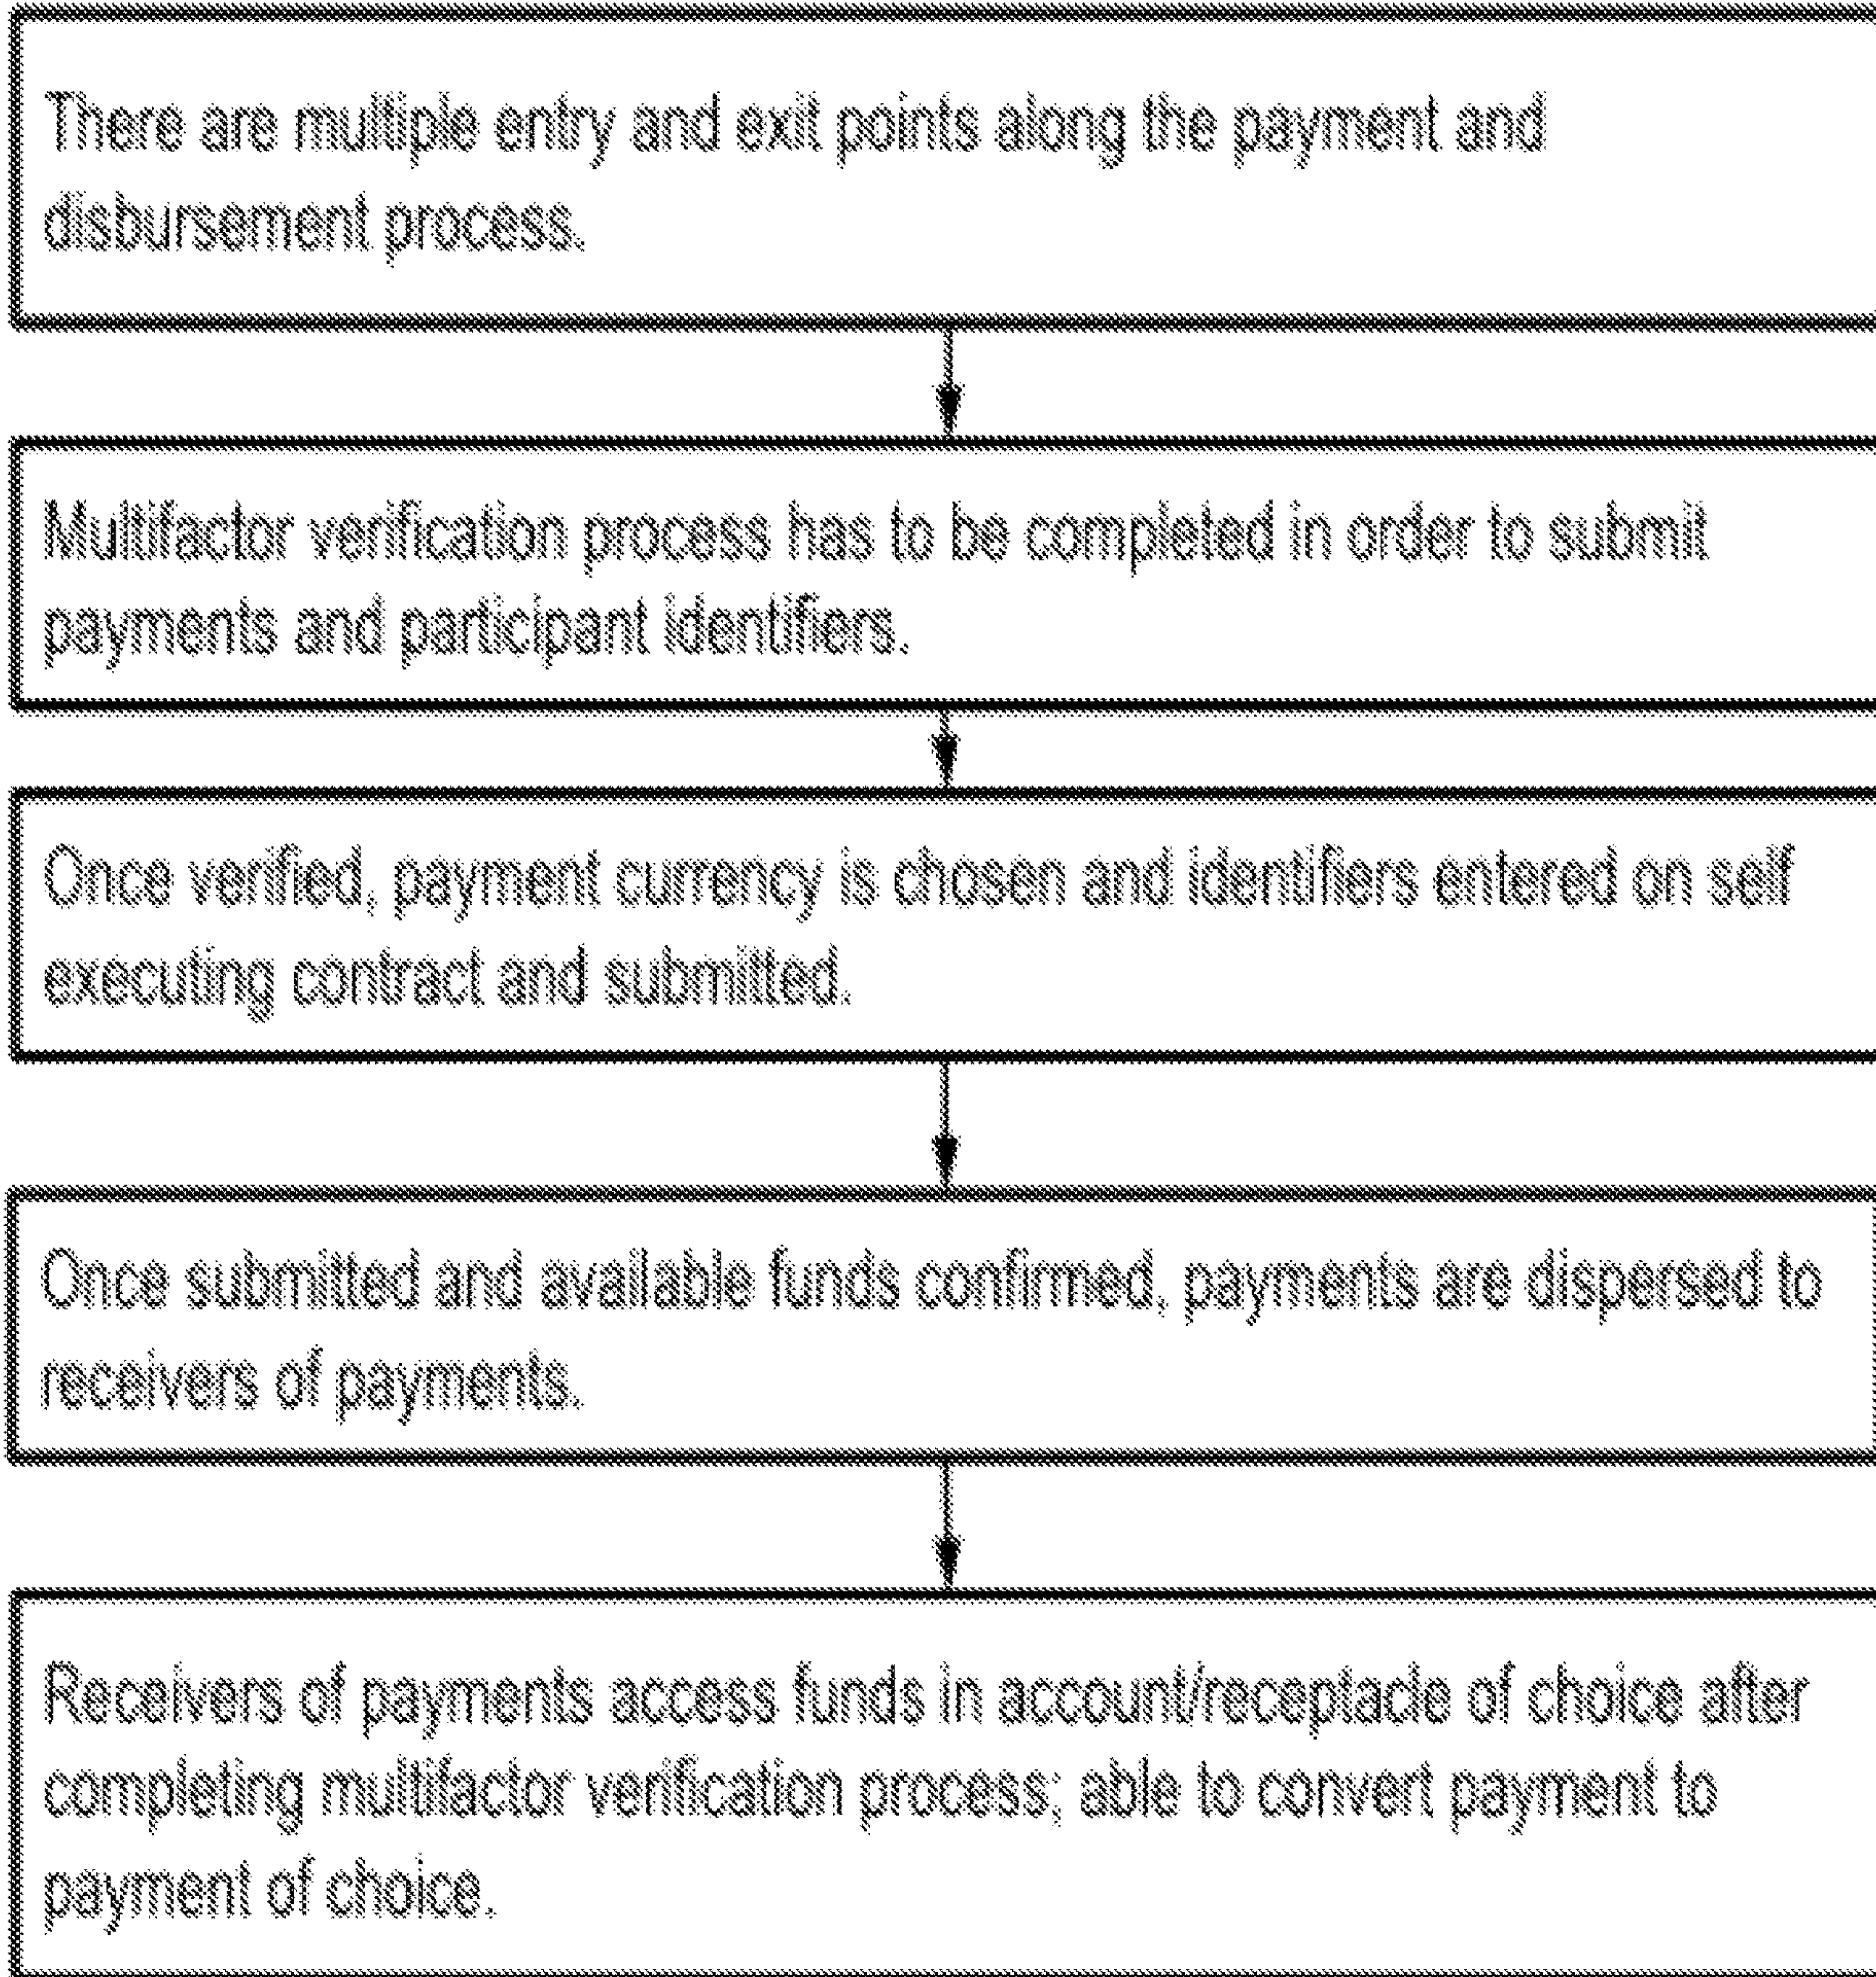 There are multiple entry and exit points along the payment and
disbursement process.
Multifactor verification process has to be completed in order to submit
payments and participant identifiers.
Once verified, payment currency is chosen and identifiers entered on self
executing contract and submitted.
Once submitted and available funds confirmed, payments are dispersed to
receivers of payments.
Receivers of payments access funds in account/receptacle of choice after
completing multifactor verification process; able to convert payment to
payment of choice.